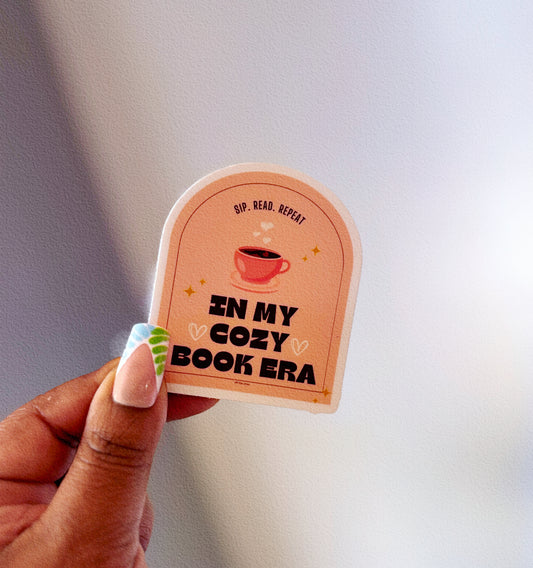 SIP. READ. REPEAT
IN MY
COZY
BOOK ERA